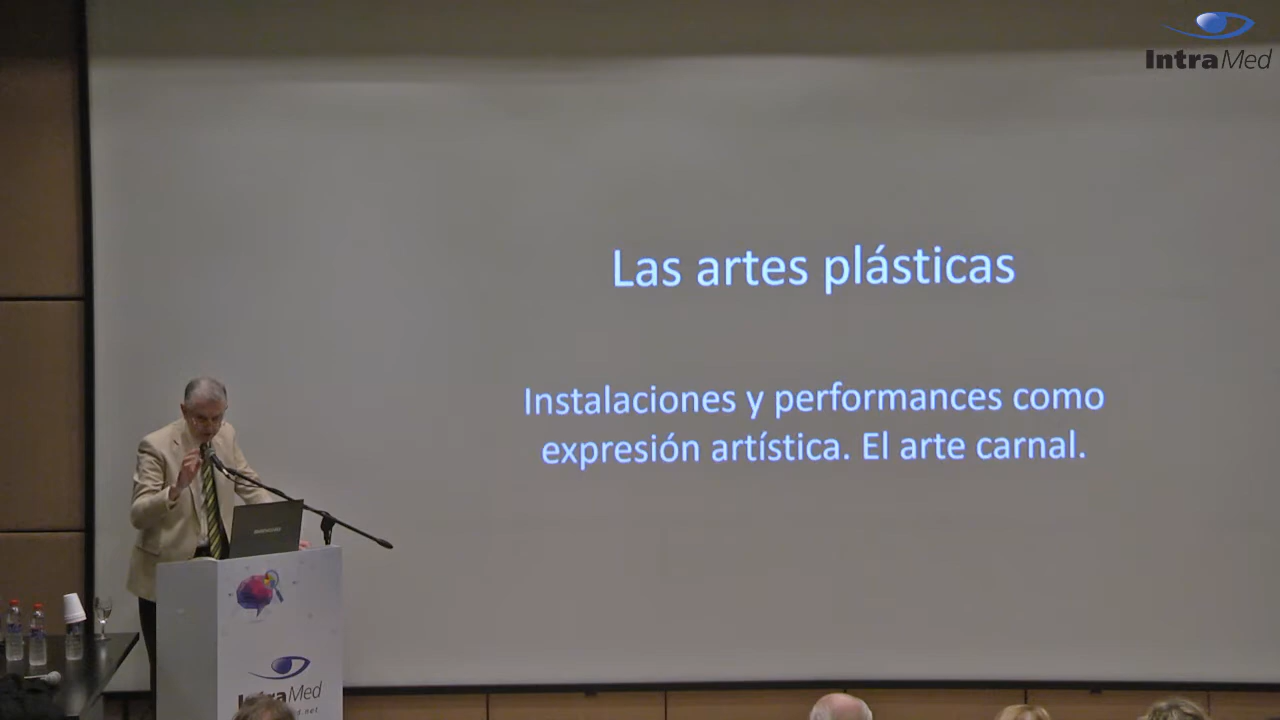 IntraMed
Las artes plásticas
Instalaciones y performances como
expresión artística. El arte carnal.
IntraMed